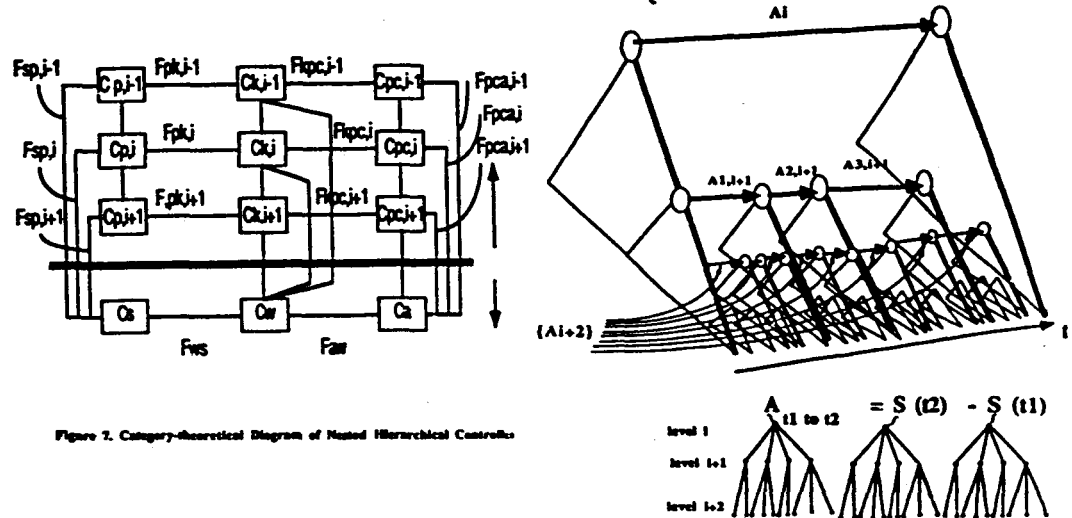 Fsp,i-1
Cp,i-1
Fpk,i-1
Ck,i-1
Fkpc,i-1
Cpc,i-1
Fpca,i-1
Fpca,i
Fsp,i
Cp,i
Fpk,i
Ck,i
Fkpc,i
Cpc,i
Fpca,i+1
Fsp,i+1
Cp,i+1
F,pk,i+1
Ck,i+1
Fkpc,i+1
Cpc,i+1
Cs
Cw
Ca
Fws
Faw
Figure 7. Category-theoretical Diagram of Nested Hierarchical Controller
Ai
A1,i+1
A2,i+1
A3,i+1
{Ai+2}
t
A t1 to t2 = S (t2) - S (t1)
level i
level i+1
level i+2